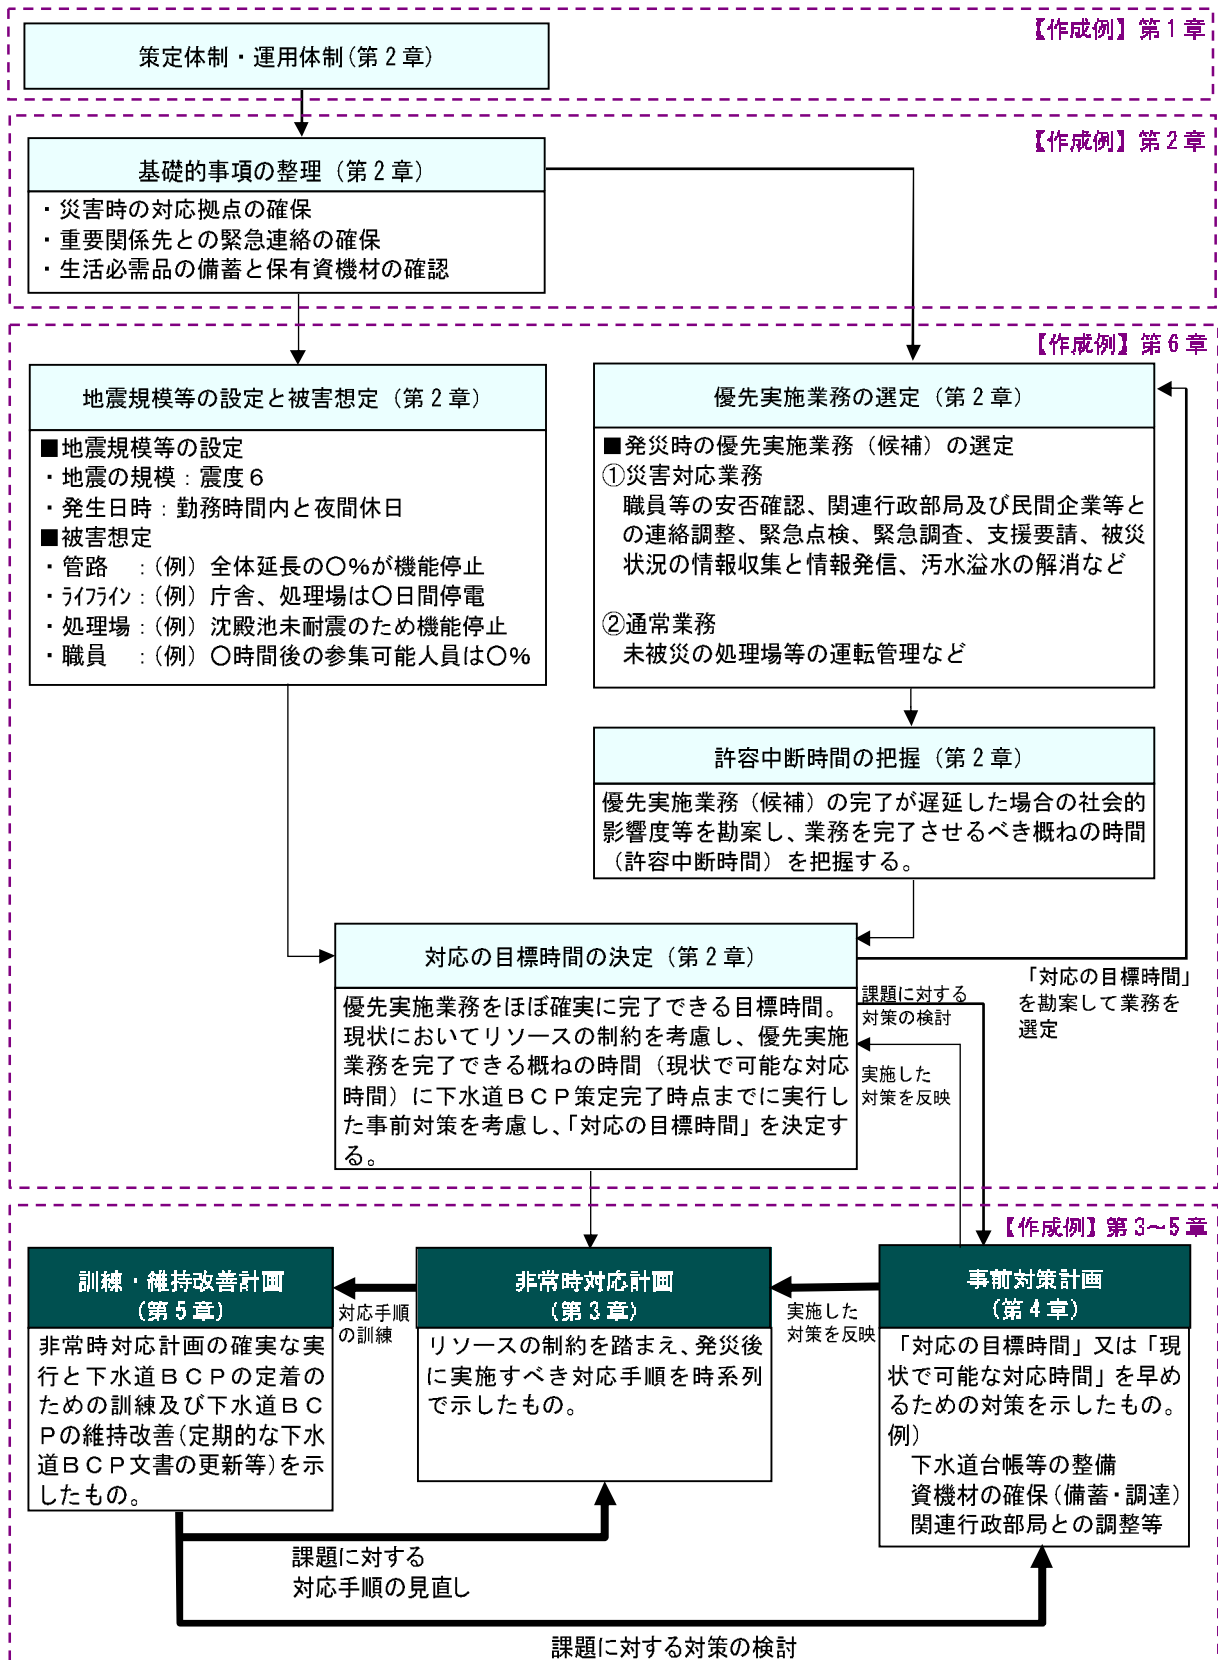 【作成例】第１章
策定体制・運用体制(第２章)
【作成例】第２章
基礎的事項の整理（第２章）
・災害時の対応拠点の確保
・重要関係先との緊急連絡の確保
・生活必需品の備蓄と保有資機材の確認
【作成例】第６章
地震規模等の設定と被害想定（第２章）
■地震規模等の設定
・地震の規模：震度６
・発生日時：勤務時間内と夜間休日
■被害想定
・管路　：(例）全体延長の〇％が機能停止
・ﾗｲﾌﾗｲﾝ：(例）庁舎、処理場は〇日間停電
・処理場：(例）沈殿池未耐震のため機能停止
・職員　：(例）〇時間後の参集可能人員は〇％
優先実施業務の選定（第２章）
■発災時の優先実施業務（候補）の選定
①災害対応業務
職員等の安否確認、関連行政部局及び民間企業等と
の連絡調整、緊急点検、緊急調査、支援要請、被災
状況の情報収集と情報発信、汚水溢水の解消など
②通常業務
未被災の処理場等の運転管理など
許容中断時間の把握（第２章）
優先実施業務（候補）の完了が遅延した場合の社会的
影響度等を勘案し、業務を完了させるべき概ねの時間
（許容中断時間）を把握する。
対応の目標時間の決定（第２章）
優先実施業務をほぼ確実に完了できる目標時間。
現状においてリソースの制約を考慮し、優先実施
業務を完了できる概ねの時間（現状で可能な対応
時間）に下水道ＢＣＰ策定完了時点までに実行し
た事前対策を考慮し、「対応の目標時間」を決定す
る。
課題に対する
対策の検討
実施した
対策を反映
「対応の目標時間」
を勘案して業務を
選定
【作成例】第３～５章
訓練・維持改善計画
（第５章）
非常時対応計画の確実な実
行と下水道ＢＣＰの定着の
ための訓練及び下水道ＢＣ
Ｐの維持改善(定期的な下水
道ＢＣＰ文書の更新等)を示
したもの。
対応手順
の訓練
非常時対応計画
（第３章）
リソースの制約を踏まえ、発災後
に実施すべき対応手順を時系列
で示したもの。
実施した
対策を反映
事前対策計画
（第４章）
「対応の目標時間」又は「現
状で可能な対応時間」を早め
るための対策を示したもの。
例）
下水道台帳等の整備
資機材の確保(備蓄・調達)
関連行政部局との調整等
課題に対する
対応手順の見直し
課題に対する対策の検討